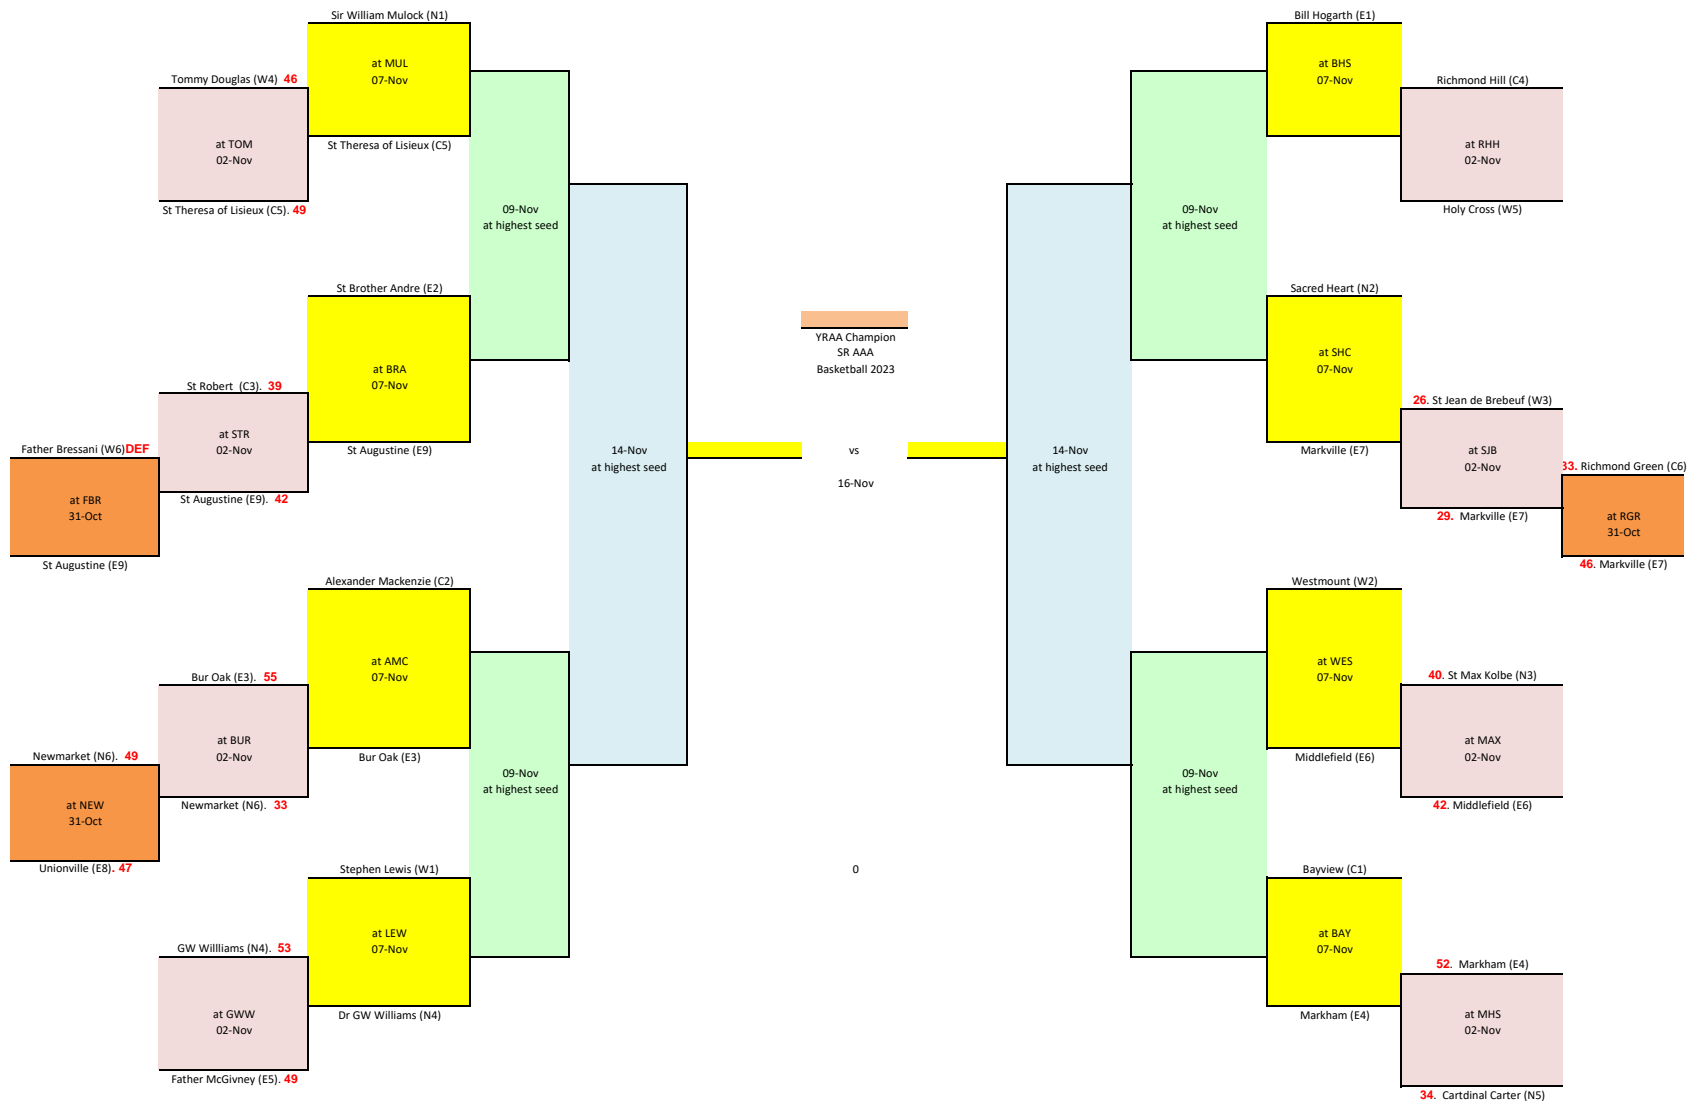 Sir William Mulock (N1)
at MUL
07-Nov
Tommy Douglas (W4) 46
at TOM
02-Nov
St Theresa of Lisieux (C5)
St Theresa of Lisieux (C5). 49
09-Nov
at highest seed
St Brother Andre (E2)
at BRA
07-Nov
St Robert (C3). 39
at STR
02-Nov
Father Bressani (W6)DEF
at FBR
31-Oct
St Augustine (E9)
St Augustine (E9). 42
St Augustine (E9)
14-Nov
at highest seed
Alexander Mackenzie (C2)
at AMC
07-Nov
Bur Oak (E3). 55
at BUR
02-Nov
Newmarket (N6). 49
at NEW
31-Oct
Bur Oak (E3)
Newmarket (N6). 33
Unionville (E8). 47
09-Nov
at highest seed
Stephen Lewis (W1)
at LEW
07-Nov
GW Willliams (N4). 53
at GWW
02-Nov
Dr GW Williams (N4)
Father McGivney (E5). 49
YRAA Champion
SR AAA
Basketball 2023
vs
16-Nov
0
Bill Hogarth (E1)
at BHS
07-Nov
Richmond Hill (C4)
at RHH
02-Nov
Holy Cross (W5)
09-Nov
at highest seed
Sacred Heart (N2)
at SHC
07-Nov
26. St Jean de Brebeuf (W3)
at SJB
02-Nov
Markville (E7)
33. Richmond Green (C6)
at RGR
31-Oct
29. Markville (E7)
46. Markville (E7)
14-Nov
at highest seed
Westmount (W2)
at WES
07-Nov
40. St Max Kolbe (N3)
at MAX
02-Nov
Middlefield (E6)
42. Middlefield (E6)
09-Nov
at highest seed
Bayview (C1)
at BAY
07-Nov
52. Markham (E4)
at MHS
02-Nov
Markham (E4)
34. Cartdinal Carter (N5)